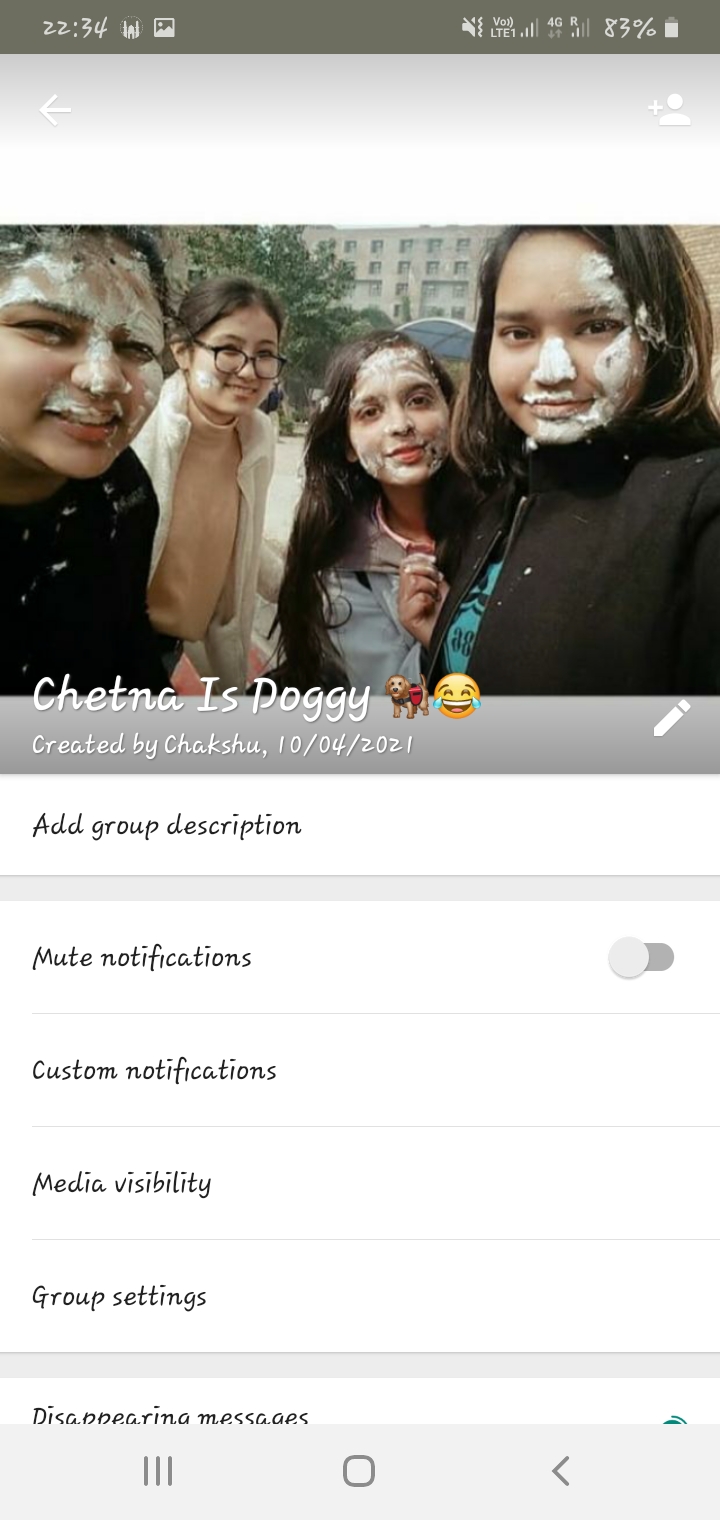 22:34 Vo)) LTE1 4G R 83%
Chetna Is Doggy 🐕‍🦺😂
Created by Chakshu, 10/04/2021
Add group description
Mute notifications
Custom notifications
Media visibility
Group settings
Disappearing messages